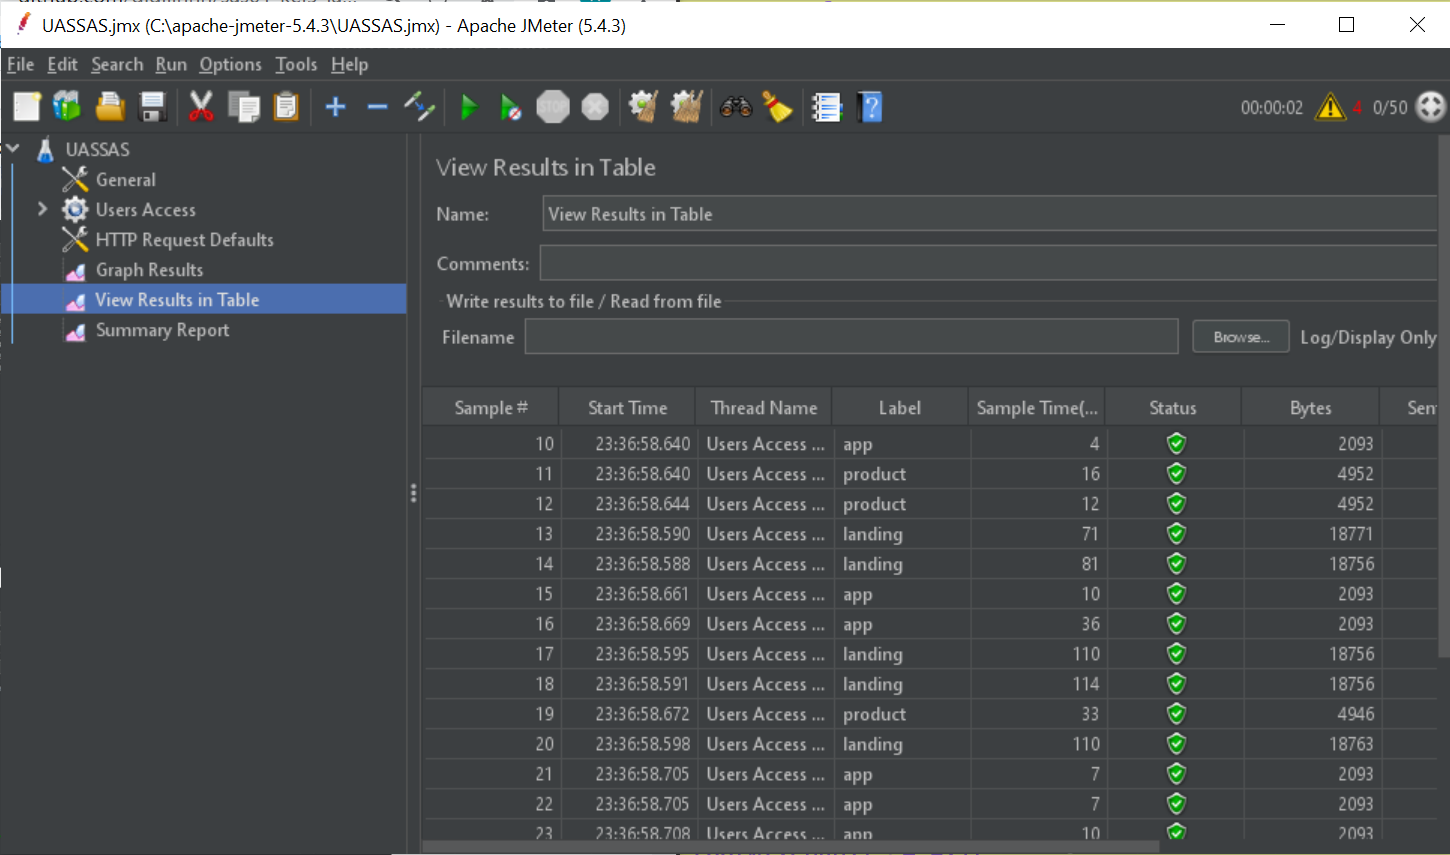 UASSAS.jmx (C:\apache-jmeter-5.4.3\UASSAS.jmx) - Apache JMeter (5.4.3)
File Edit Search Run Options Tools Help
STOP 00:00:02 4 0/50
UASSAS
General
Users Access
HTTP Request Defaults
Graph Results
View Results in Table
Summary Report
View Results in Table
Name: View Results in Table
Comments:
Write results to file / Read from file
Filename Browse... Log/Display Only
Sample # Start Time Thread Name Label Sample Time(... Status Bytes Sen
10 23:36:58.640 Users Access ... app 4 2093
11 23:36:58.640 Users Access ... product 16 4952
12 23:36:58.644 Users Access ... product 12 4952
13 23:36:58.590 Users Access ... landing 71 18771
14 23:36:58.588 Users Access ... landing 81 18756
15 23:36:58.661 Users Access ... app 10 2093
16 23:36:58.669 Users Access ... app 36 2093
17 23:36:58.595 Users Access ... landing 110 18756
18 23:36:58.591 Users Access ... landing 114 18756
19 23:36:58.672 Users Access ... product 33 4946
20 23:36:58.598 Users Access ... landing 110 18763
21 23:36:58.705 Users Access ... app 7 2093
22 23:36:58.705 Users Access ... app 7 2093
23 23:36:58.708 Users Access ... app 10 2093